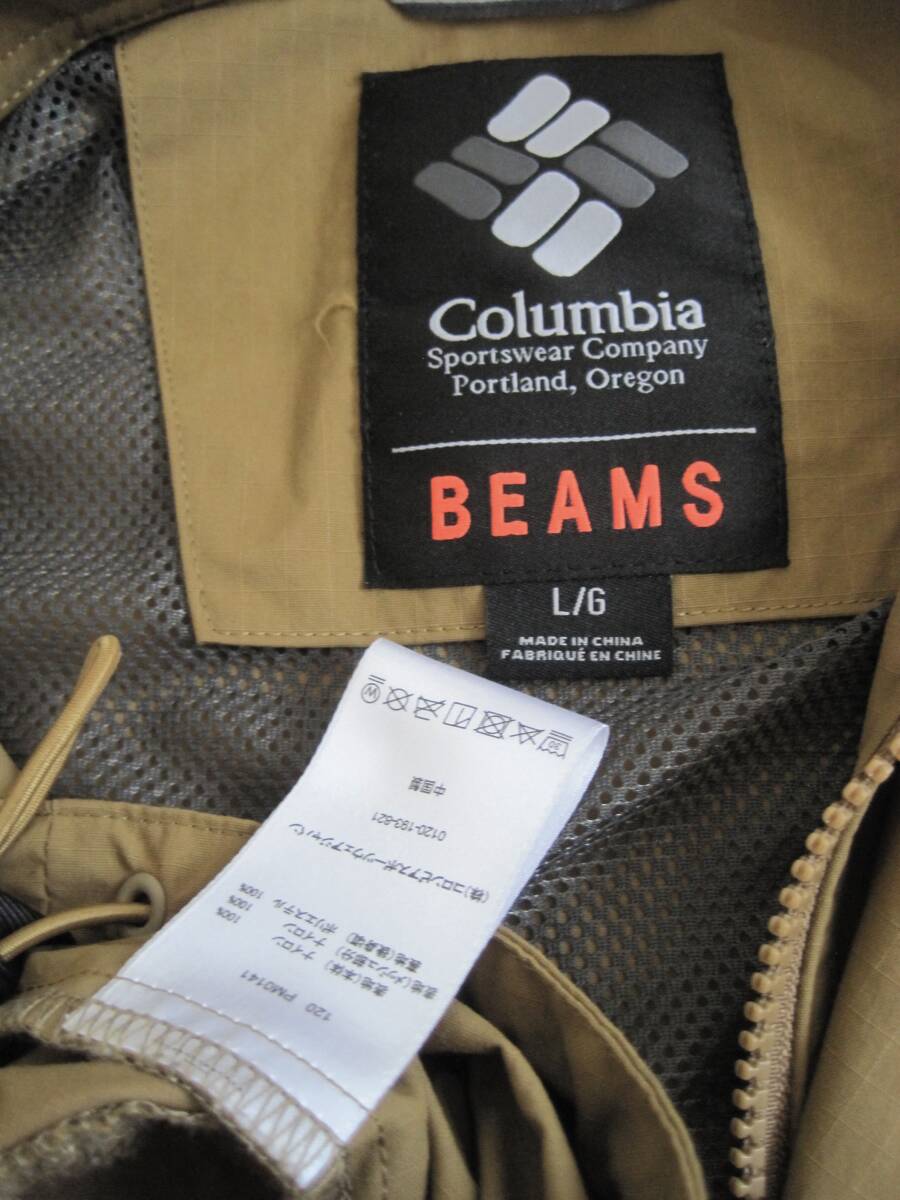 Columbia
Sportswear Company
Portland, Oregon
BEAMS
L/G
MADE IN CHINA
FABRIQUÉ EN CHINE
120 PM0141
表地(本体) ナイロン 100%
表地(メッシュ部分) ナイロン 100%
裏地(後身頃) ポリエステル 100%
(株)コロンビアスポーツウェアジャパン
0120-193-821
中国製
30
W